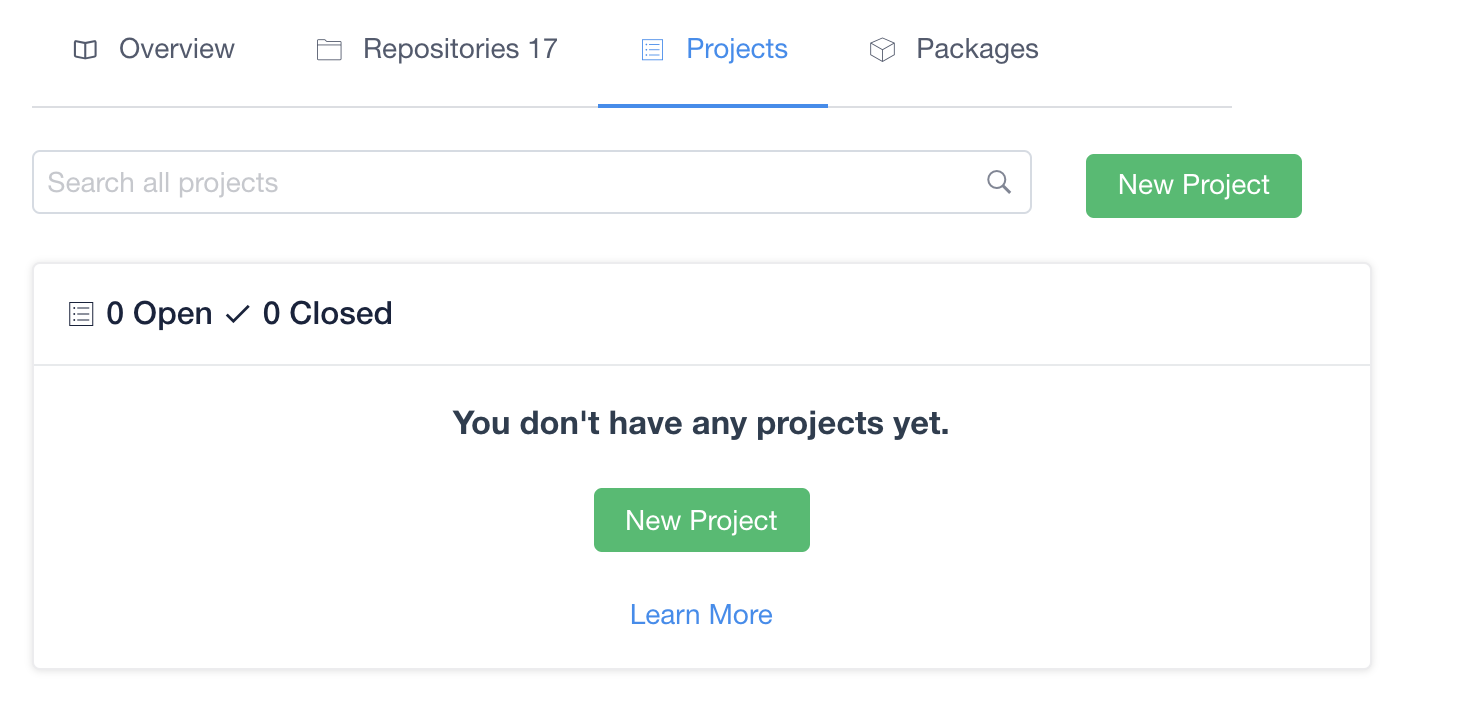 Overview Repositories 17 Projects Packages
Search all projects New Project
0 Open 0 Closed
You don't have any projects yet.
New Project
Learn More